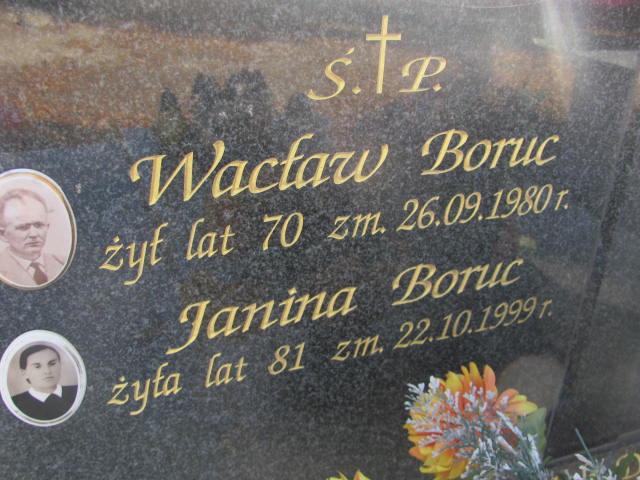 Ś. P.
Wacław Boruc
żył lat 70 zm. 26.09.1980 r.
Janina Boruc
żyła lat 81 zm. 22.10.1999 r.